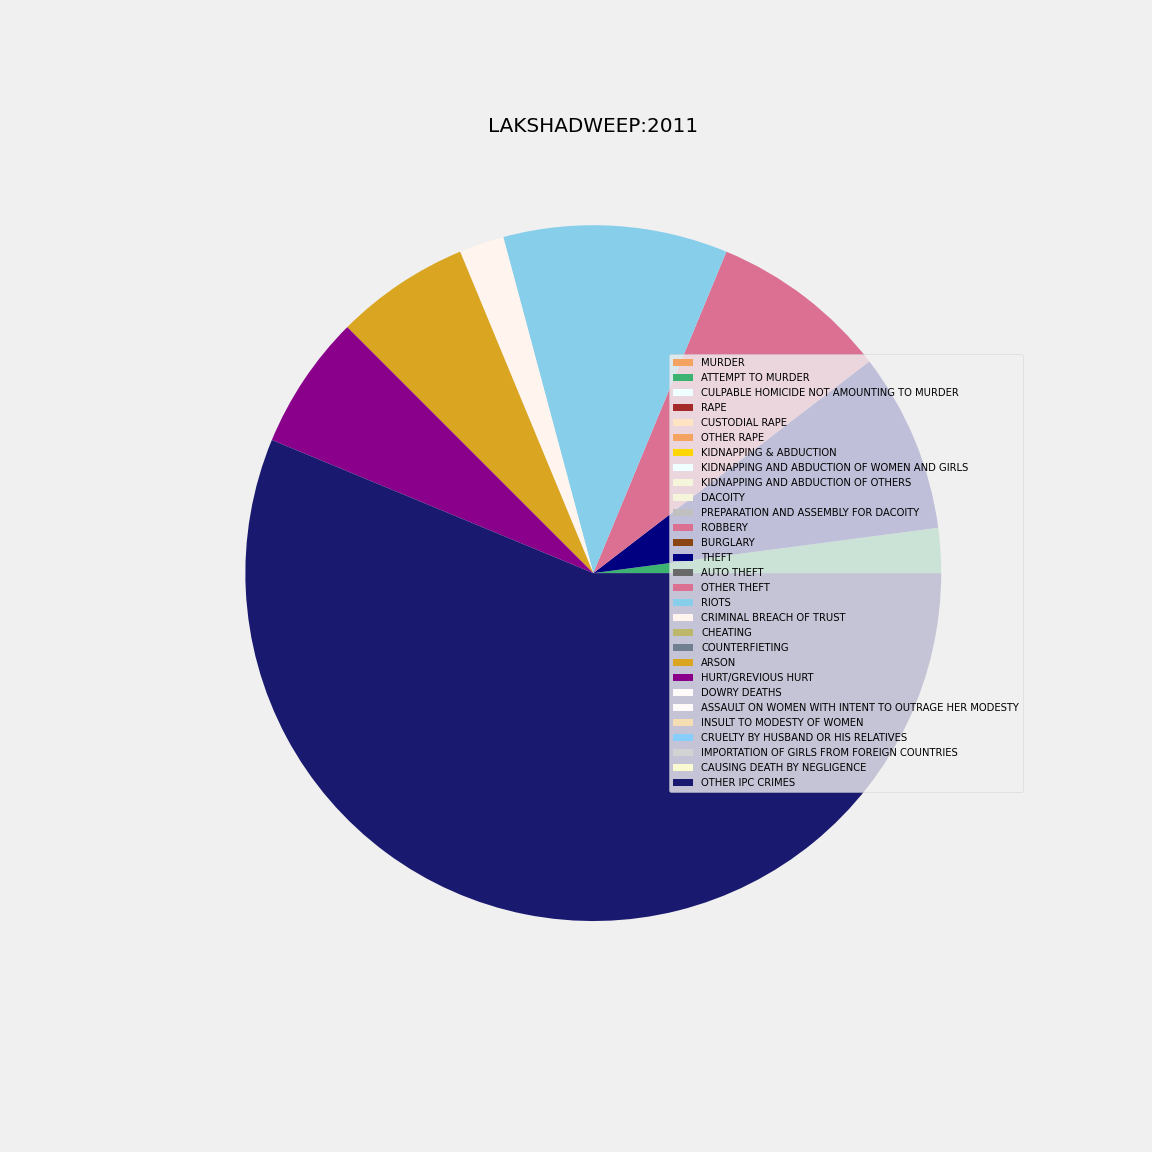 LAKSHADWEEP:2011
MURDER
ATTEMPT TO MURDER
CULPABLE HOMICIDE NOT AMOUNTING TO MURDER
RAPE
CUSTODIAL RAPE
OTHER RAPE
KIDNAPPING & ABDUCTION
KIDNAPPING AND ABDUCTION OF WOMEN AND GIRLS
KIDNAPPING AND ABDUCTION OF OTHERS
DACOITY
PREPARATION AND ASSEMBLY FOR DACOITY
ROBBERY
BURGLARY
THEFT
AUTO THEFT
OTHER THEFT
RIOTS
CRIMINAL BREACH OF TRUST
CHEATING
COUNTERFIETING
ARSON
HURT/GREVIOUS HURT
DOWRY DEATHS
ASSAULT ON WOMEN WITH INTENT TO OUTRAGE HER MODESTY
INSULT TO MODESTY OF WOMEN
CRUELTY BY HUSBAND OR HIS RELATIVES
IMPORTATION OF GIRLS FROM FOREIGN COUNTRIES
CAUSING DEATH BY NEGLIGENCE
OTHER IPC CRIMES